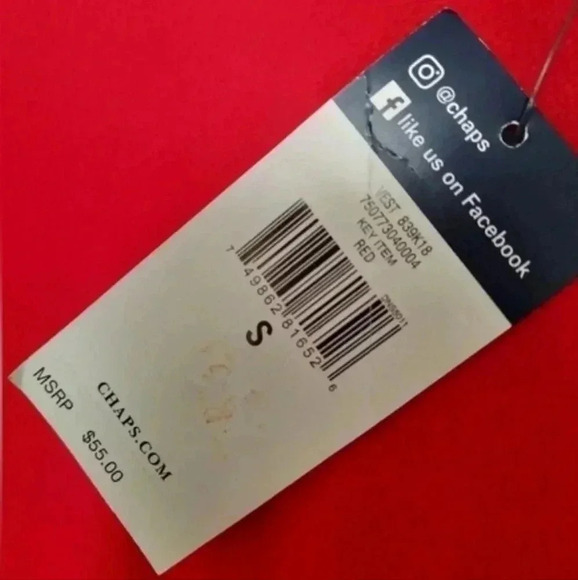 @chaps
like us on Facebook
VEST 839K18
750773040004
KEY ITEM
RED
7 49862 81652 6
S
CHAPS.COM
MSRP $55.00